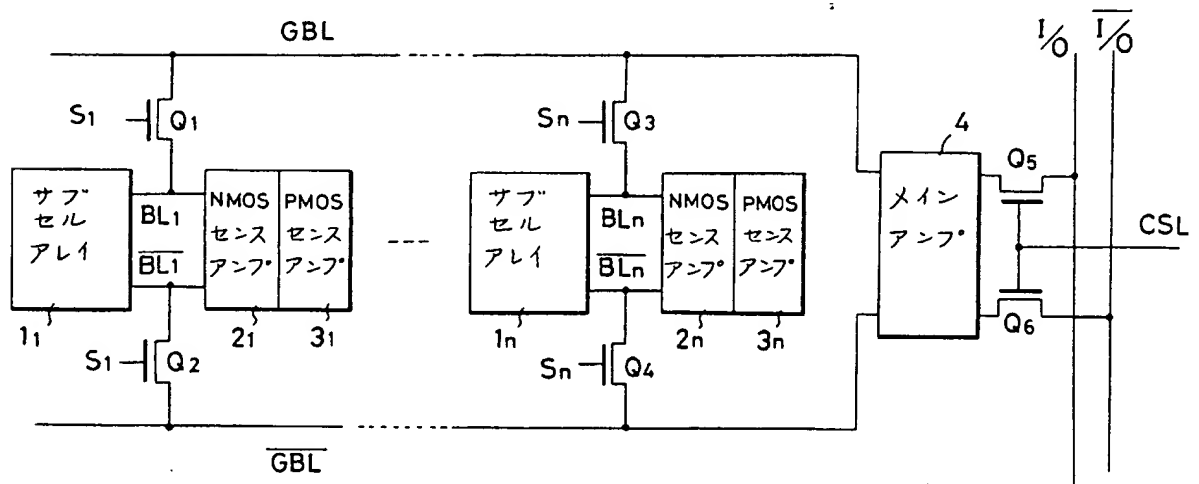 GBL
I/O
I/O
S1
Q1
Sn
Q3
4
Q5
サブ
セル
アレイ
BL1
BL1
NMOS
センス
アンプ
PMOS
センス
アンプ
サブ
セル
アレイ
BLn
BLn
NMOS
センス
アンプ
PMOS
センス
アンプ
メイン
アンプ
CSL
11
21
31
1n
2n
3n
Q6
S1
Q2
Sn
Q4
GBL